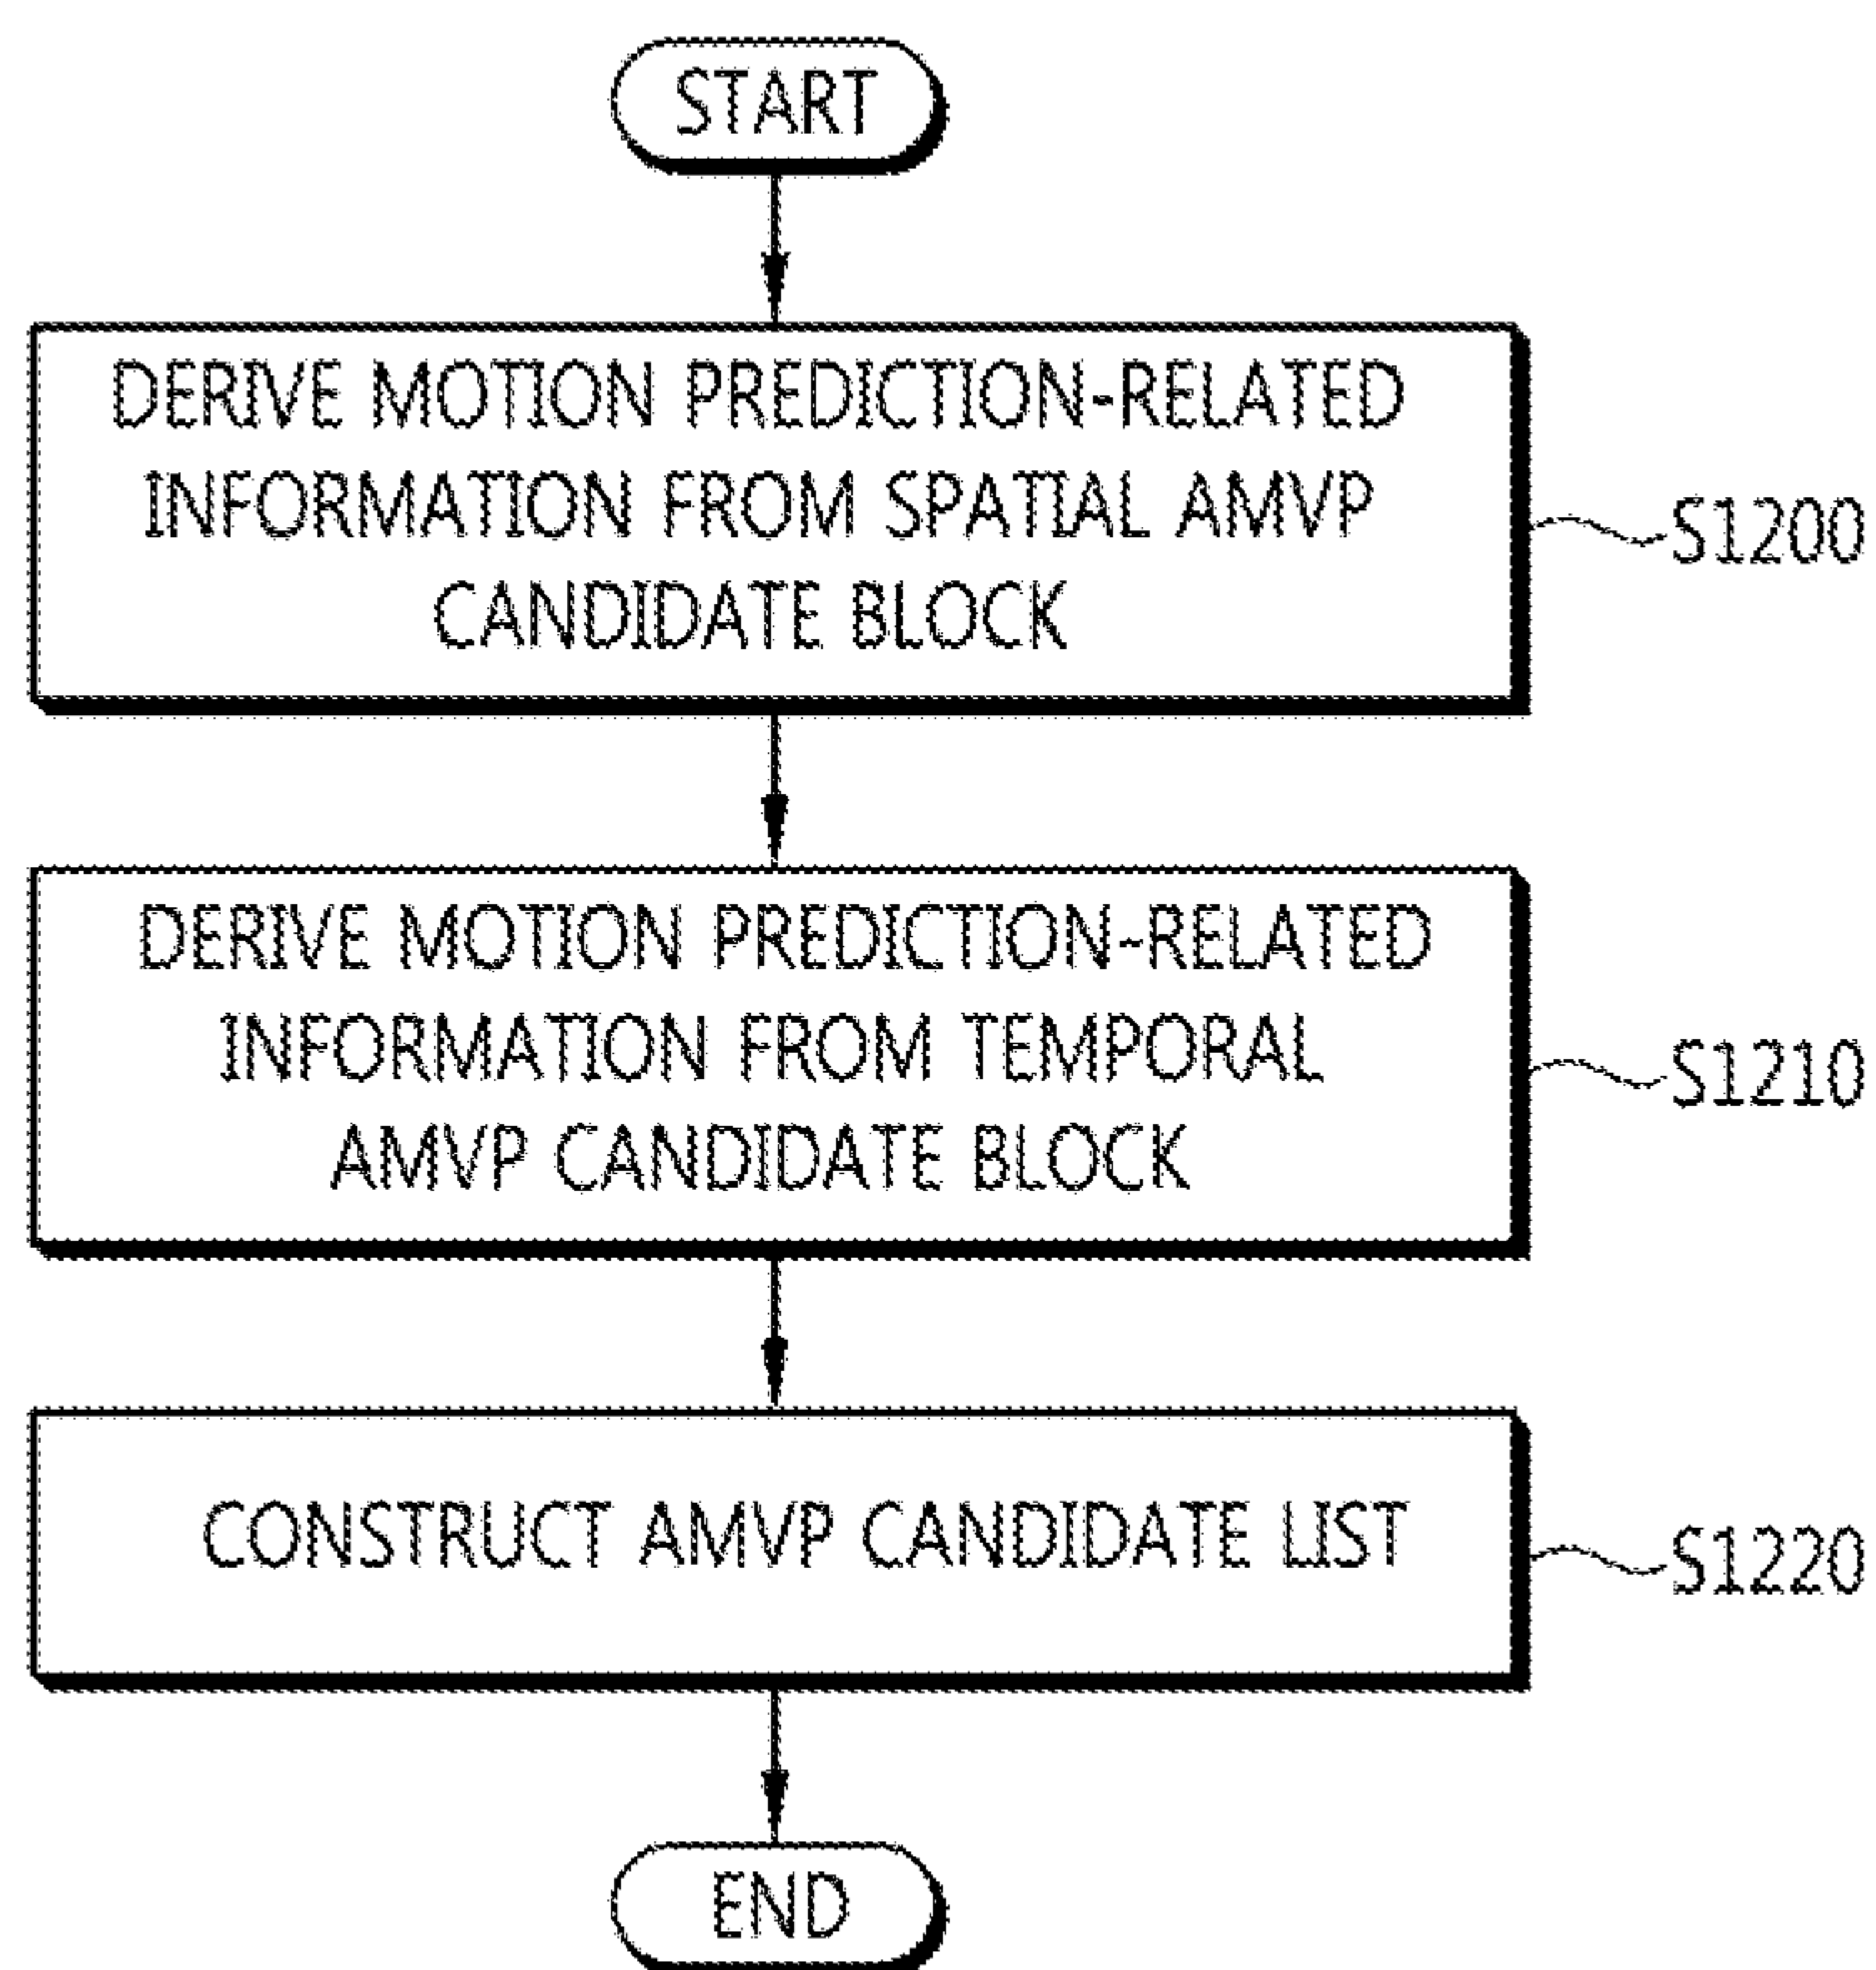 START
DERIVE MOTION PREDICTION-RELATED
INFORMATION FROM SPATIAL AMVP
CANDIDATE BLOCK
S1200
DERIVE MOTION PREDICTION-RELATED
INFORMATION FROM TEMPORAL
AMVP CANDIDATE BLOCK
S1210
CONSTRUCT AMVP CANDIDATE LIST
S1220
END